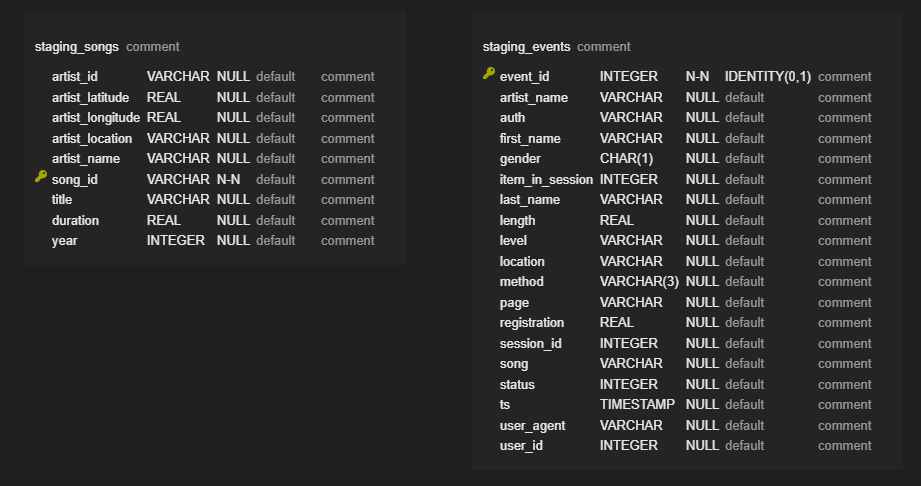 staging_songs comment
artist_id VARCHAR NULL default comment
artist_latitude REAL NULL default comment
artist_longitude REAL NULL default comment
artist_location VARCHAR NULL default comment
artist_name VARCHAR NULL default comment
song_id VARCHAR N-N default comment
title VARCHAR NULL default comment
duration REAL NULL default comment
year INTEGER NULL default comment
staging_events comment
event_id INTEGER N-N IDENTITY(0,1) comment
artist_name VARCHAR NULL default comment
auth VARCHAR NULL default comment
first_name VARCHAR NULL default comment
gender CHAR(1) NULL default comment
item_in_session INTEGER NULL default comment
last_name VARCHAR NULL default comment
length REAL NULL default comment
level VARCHAR NULL default comment
location VARCHAR NULL default comment
method VARCHAR(3) NULL default comment
page VARCHAR NULL default comment
registration REAL NULL default comment
session_id INTEGER NULL default comment
song VARCHAR NULL default comment
status INTEGER NULL default comment
ts TIMESTAMP NULL default comment
user_agent VARCHAR NULL default comment
user_id INTEGER NULL default comment